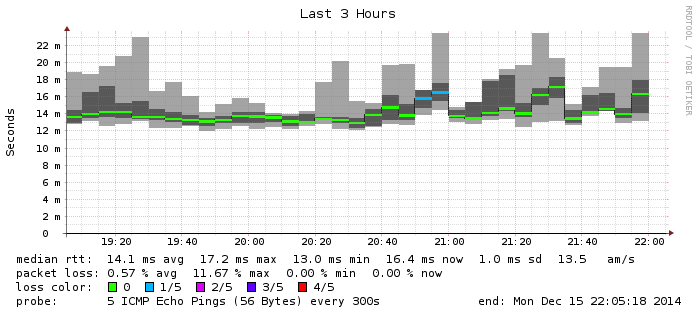 Last 3 Hours
RRDTOOL / TOBI OETIKER
Seconds
22 m
20 m
18 m
16 m
14 m
12 m
10 m
8 m
6 m
4 m
2 m
0
19:20 19:40 20:00 20:20 20:40 21:00 21:20 21:40 22:00
median rtt: 14.1 ms avg 17.2 ms max 13.0 ms min 16.4 ms now 1.0 ms sd 13.5 am/s
packet loss: 0.57 % avg 11.67 % max 0.00 % min 0.00 % now
loss color: 0 1/5 2/5 3/5 4/5
probe: 5 ICMP Echo Pings (56 Bytes) every 300s end: Mon Dec 15 22:05:18 2014